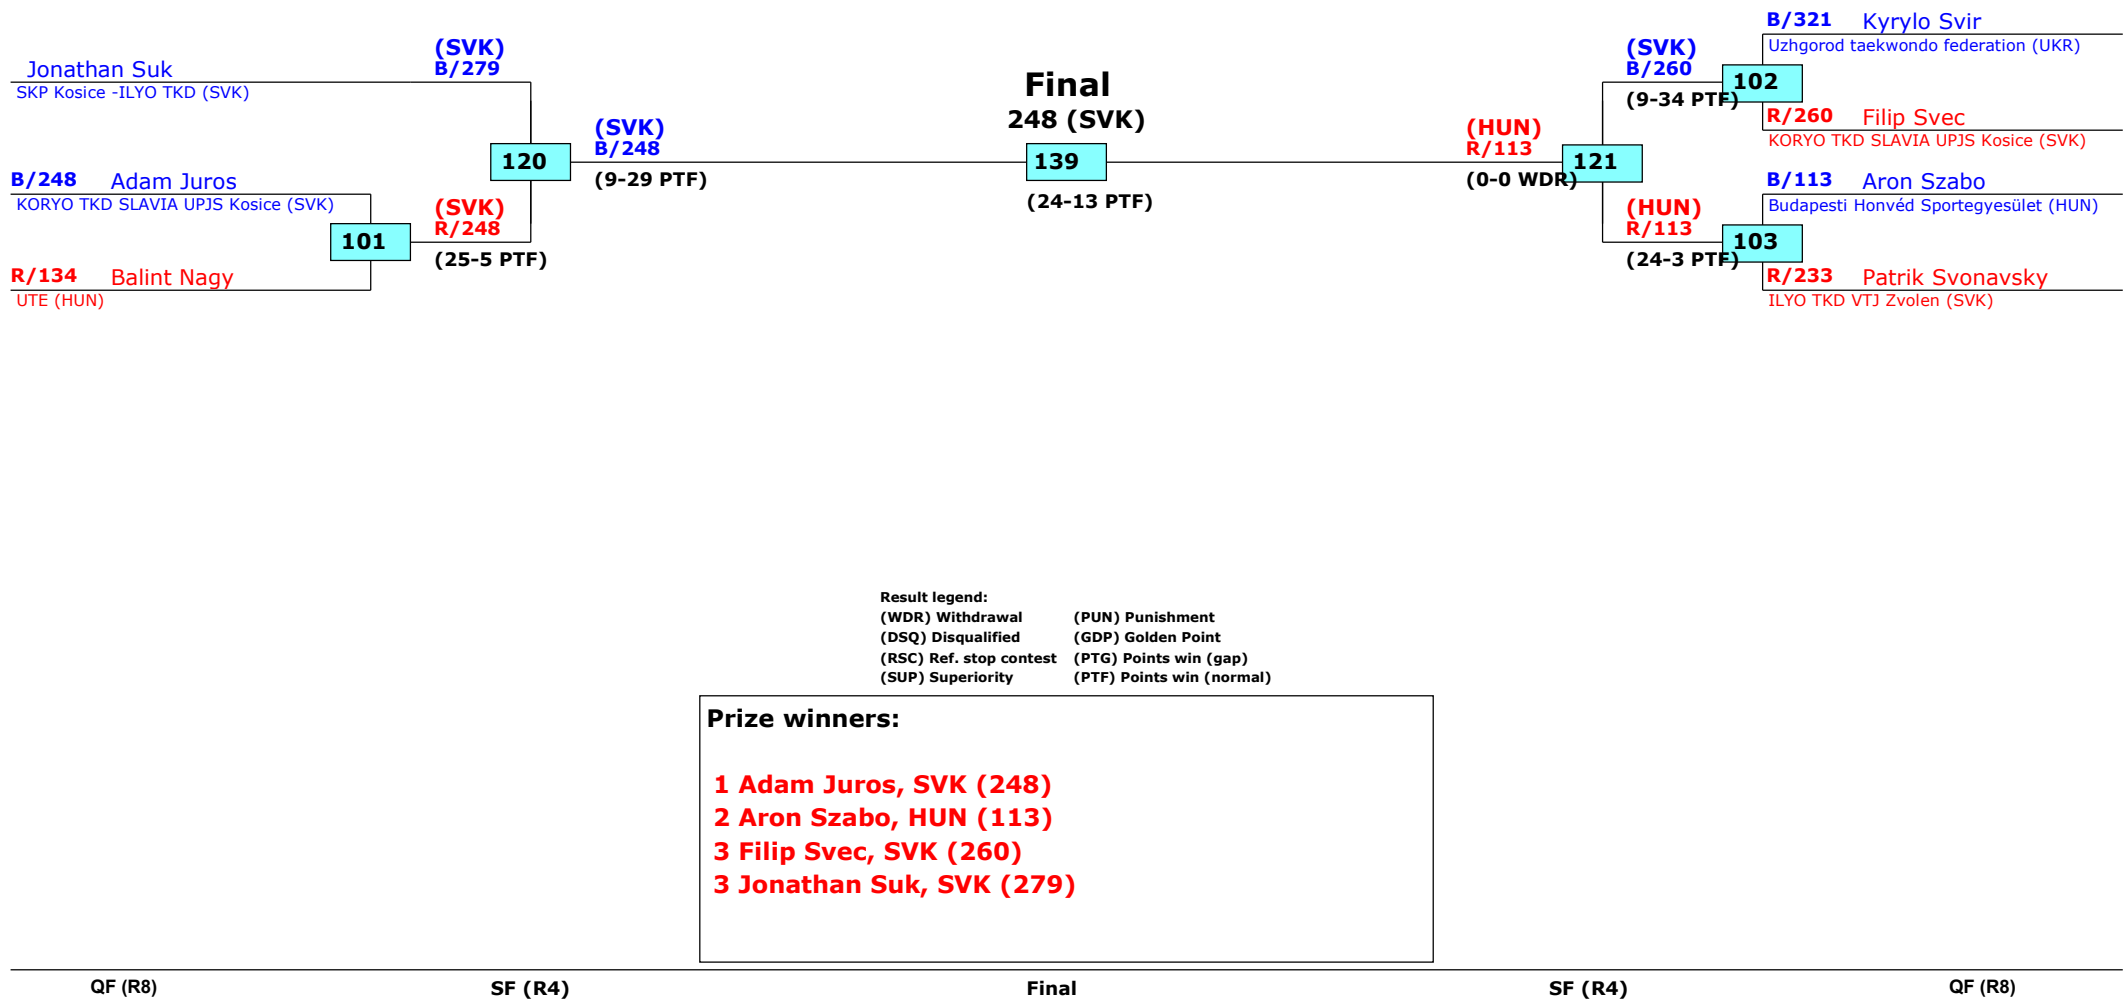 Jonathan Suk
SKP Kosice -ILYO TKD (SVK)
(SVK)
B/279
B/248 Adam Juros
KORYO TKD SLAVIA UPJS Kosice (SVK)
101
R/134 Balint Nagy
UTE (HUN)
(SVK)
R/248
(25-5 PTF)
120
(SVK)
B/248
(9-29 PTF)
Final
248 (SVK)
139
(24-13 PTF)
(HUN)
R/113
(0-0 WDR)
121
(SVK)
B/260
(9-34 PTF)
102
(HUN)
R/113
(24-3 PTF)
103
B/321 Kyrylo Svir
Uzhgorod taekwondo federation (UKR)
R/260 Filip Svec
KORYO TKD SLAVIA UPJS Kosice (SVK)
B/113 Aron Szabo
Budapesti Honvéd Sportegyesület (HUN)
R/233 Patrik Svonavsky
ILYO TKD VTJ Zvolen (SVK)
Result legend:
(WDR) Withdrawal (PUN) Punishment
(DSQ) Disqualified (GDP) Golden Point
(RSC) Ref. stop contest (PTG) Points win (gap)
(SUP) Superiority (PTF) Points win (normal)
Prize winners:
1 Adam Juros, SVK (248)
2 Aron Szabo, HUN (113)
3 Filip Svec, SVK (260)
3 Jonathan Suk, SVK (279)
QF (R8) SF (R4) Final SF (R4) QF (R8)